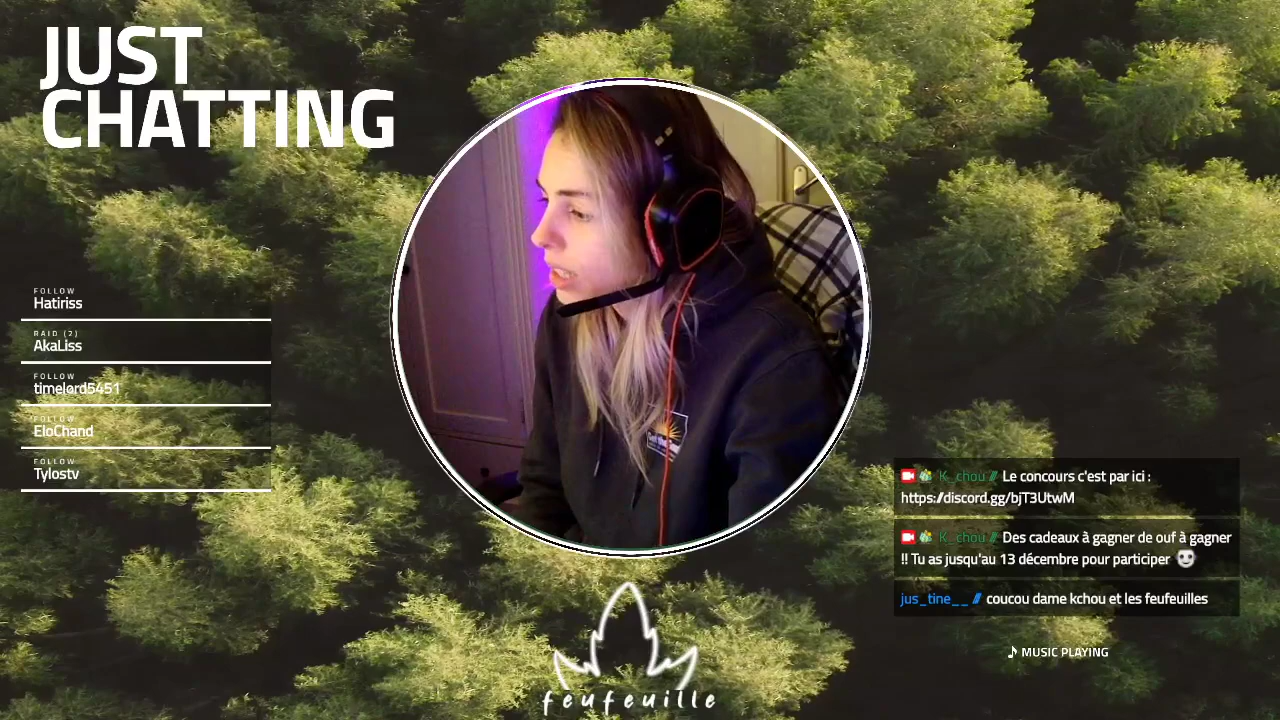 JUST
CHATTING
FOLLOW
Hatiriss
RAID (2)
AkaLiss
FOLLOW
timelord5451
FOLLOW
EloChand
FOLLOW
Tylostv
K_chou // Le concours c'est par ici :
https://discord.gg/bjT3UtwM
K_chou // Des cadeaux à gagner de ouf à gagner
!! Tu as jusqu'au 13 décembre pour participer
jus_tine__ // coucou dame kchou et les feufeuilles
MUSIC PLAYING
feufeuille